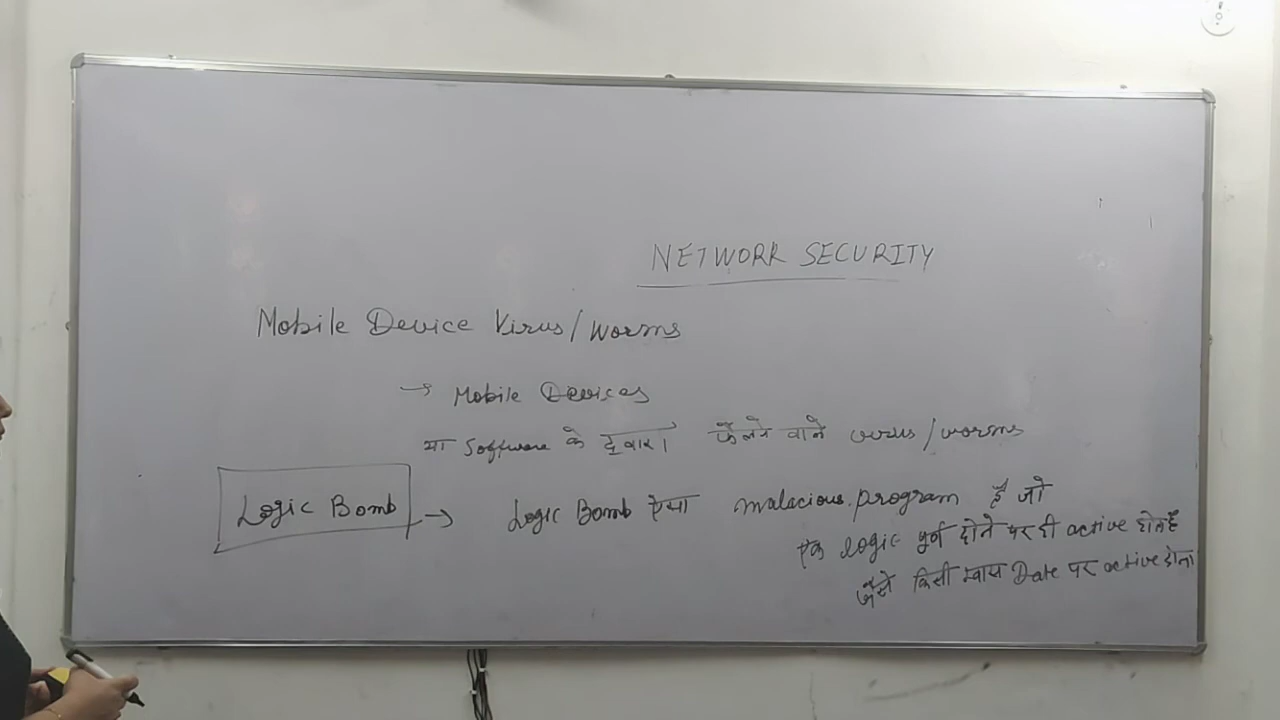 NETWORK SECURITY
Mobile Device Virus/Worms
→ Mobile Devices
या Software के द्वारा फैलने वाले virus/worms
Logic Bomb → Logic Bomb ऐसा malacious program है जो
एक logic पूर्ण होने पर ही active होता है
जैसे किसी खास Date पर active होना